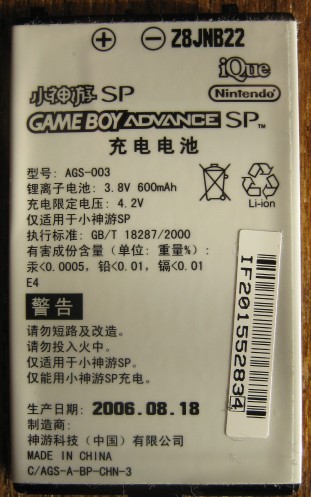 + − Z8JNB22
iQue
小神游SP Nintendo
GAME BOY ADVANCE SP™
充电电池
型号: AGS-003
锂离子电池: 3.8V 600mAh
充电限定电压: 4.2V
Li-ion
仅适用于小神游SP
执行标准: GB/T 18287/2000
有害成份含量(单位: 重量%):
汞<0.0005, 铅<0.01, 镉<0.01
E4
警告
请勿短路及改造。
请勿投入火中。
仅适用于小神游SP。
仅能用小神游SP充电。
生产日期: 2006.08.18
制造商:
神游科技(中国)有限公司
MADE IN CHINA
C/AGS-A-BP-CHN-3
IF201552834